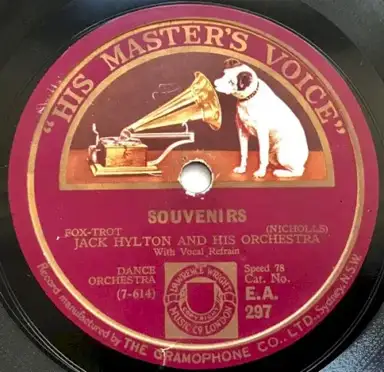 "HIS MASTER'S VOICE"
SOUVENIRS
FOX-TROT (NICHOLLS)
JACK HYLTON AND HIS ORCHESTRA
With Vocal Refrain
DANCE ORCHESTRA
(7-614)
LAWRENCE WRIGHT
COPYRIGHT
MUSIC Co LONDON
Speed 78
Cat. No.
E.A.
297
Record manufactured by THE GRAMOPHONE CO., LTD. Sydney, N.S.W.